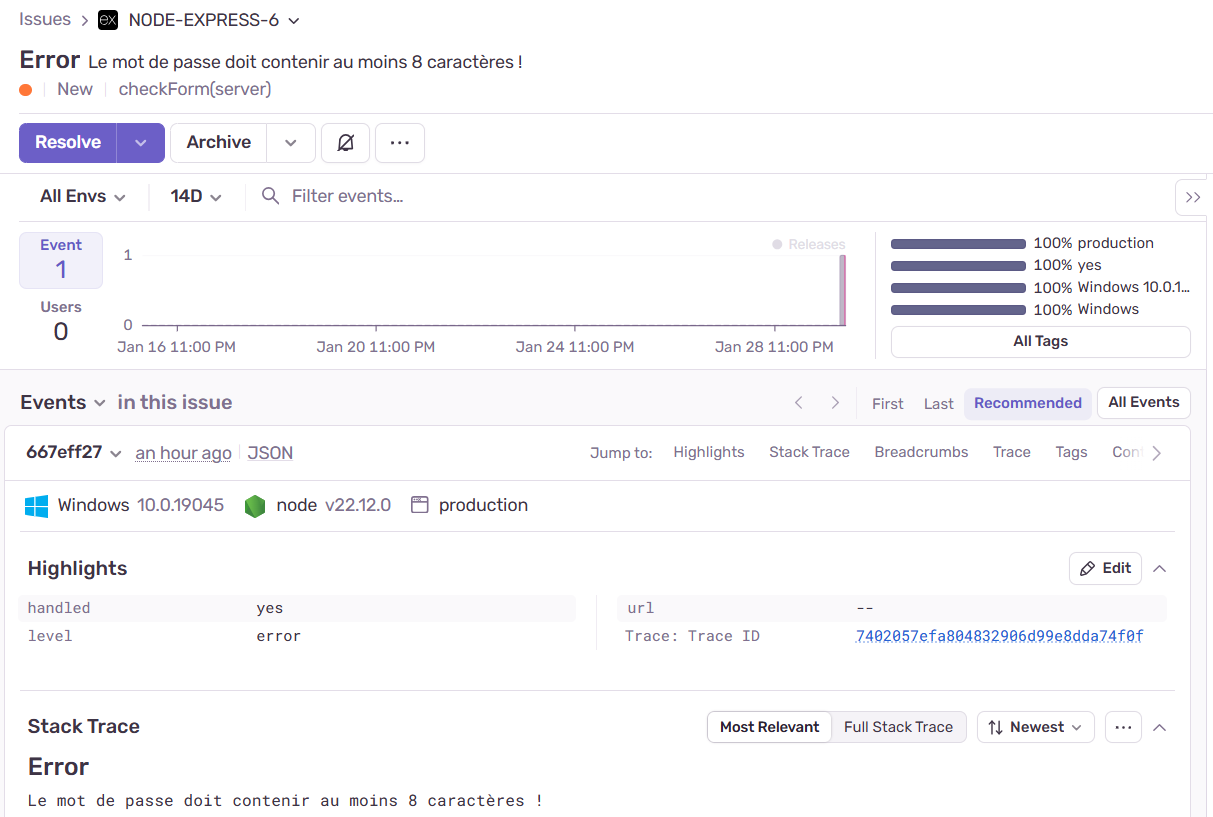 Issues > ex NODE-EXPRESS-6
Error Le mot de passe doit contenir au moins 8 caractères !
New checkForm(server)
Resolve Archive ...
All Envs 14D Filter events...
Event
1
Users
0
1
0
Releases
Jan 16 11:00 PM Jan 20 11:00 PM Jan 24 11:00 PM Jan 28 11:00 PM
100% production
100% yes
100% Windows 10.0.1...
100% Windows
All Tags
Events in this issue First Last Recommended All Events
667eff27 an hour ago JSON Jump to: Highlights Stack Trace Breadcrumbs Trace Tags
Windows 10.0.19045 node v22.12.0 production
Highlights Edit
handled yes url --
level error Trace: Trace ID 7402057efa804832906d99e8dda74f0f
Stack Trace Most Relevant Full Stack Trace Newest ...
Error
Le mot de passe doit contenir au moins 8 caractères !